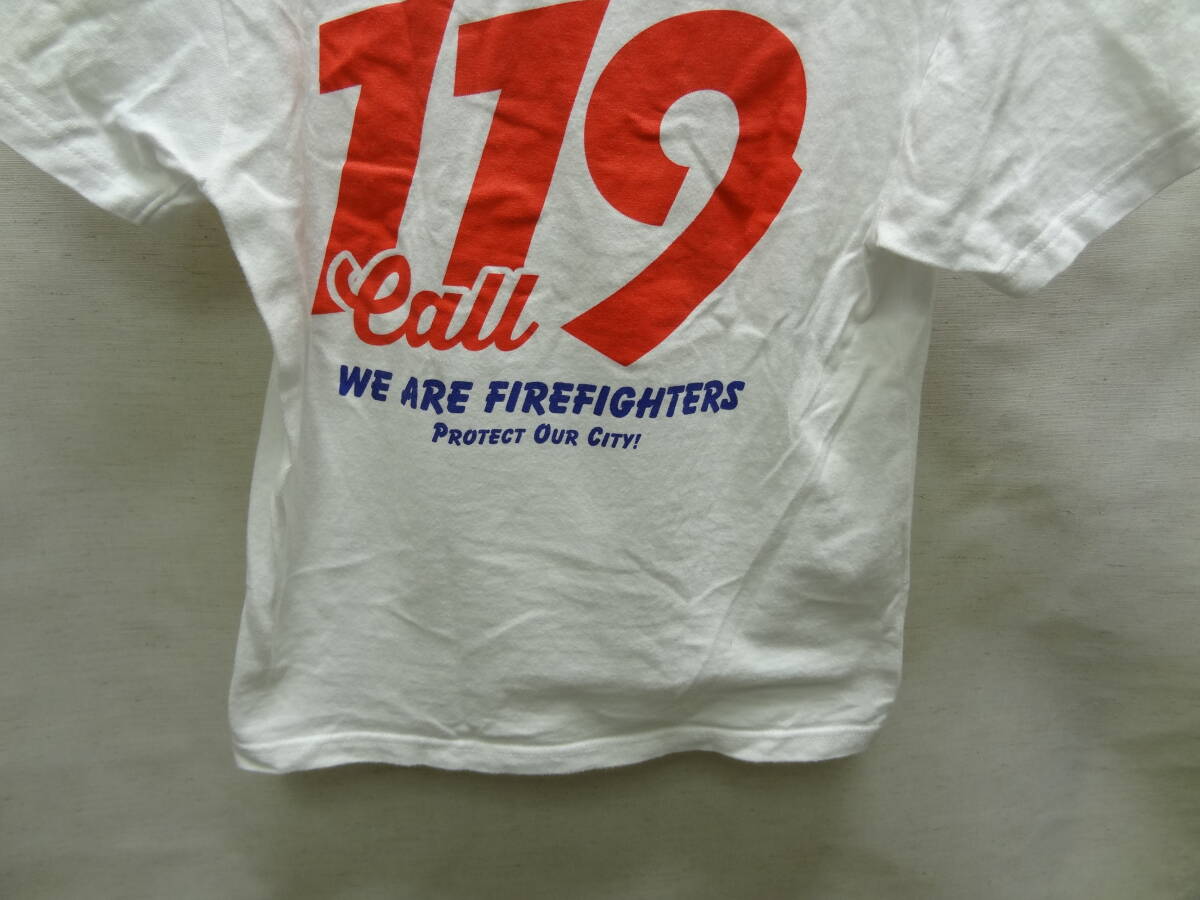 119
Call
WE ARE FIREFIGHTERS
PROTECT OUR CITY!